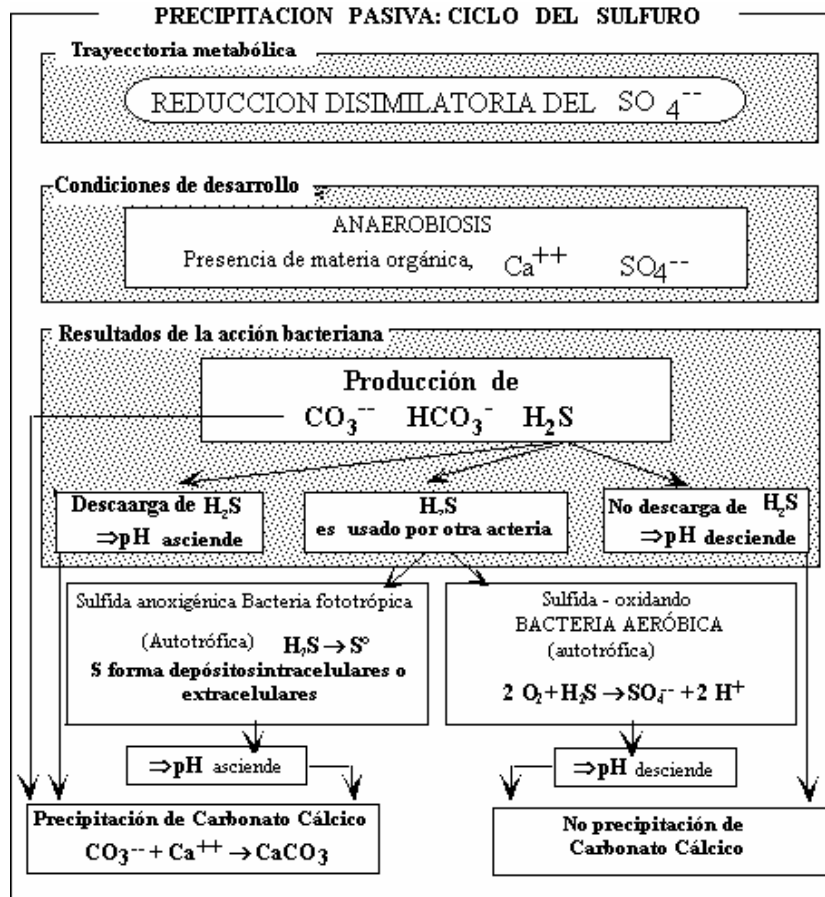 PRECIPITACION PASIVA: CICLO DEL SULFURO
Trayecctoria metabólica
REDUCCION DISIMILATORIA DEL SO4--
Condiciones de desarrollo
ANAEROBIOSIS
Presencia de materia orgánica, Ca++ SO4--
Resultados de la acción bacteriana
Producción de
CO3-- HCO3- H2S
Descaarga de H2S
⇒pH asciende
H2S
es usado por otra acteria
No descarga de H2S
⇒pH desciende
Sulfida anoxigénica Bacteria fototrópica
(Autotrófica) H2S→S°
S forma depósitosintracelulares o
extracelulares
Sulfida - oxidando
BACTERIA AERÓBICA
(autotrófica)
2 O2+H2S→SO4--+2 H+
⇒pH asciende
⇒pH desciende
Precipitación de Carbonato Cálcico
CO3--+Ca++→CaCO3
No precipitación de
Carbonato Cálcico